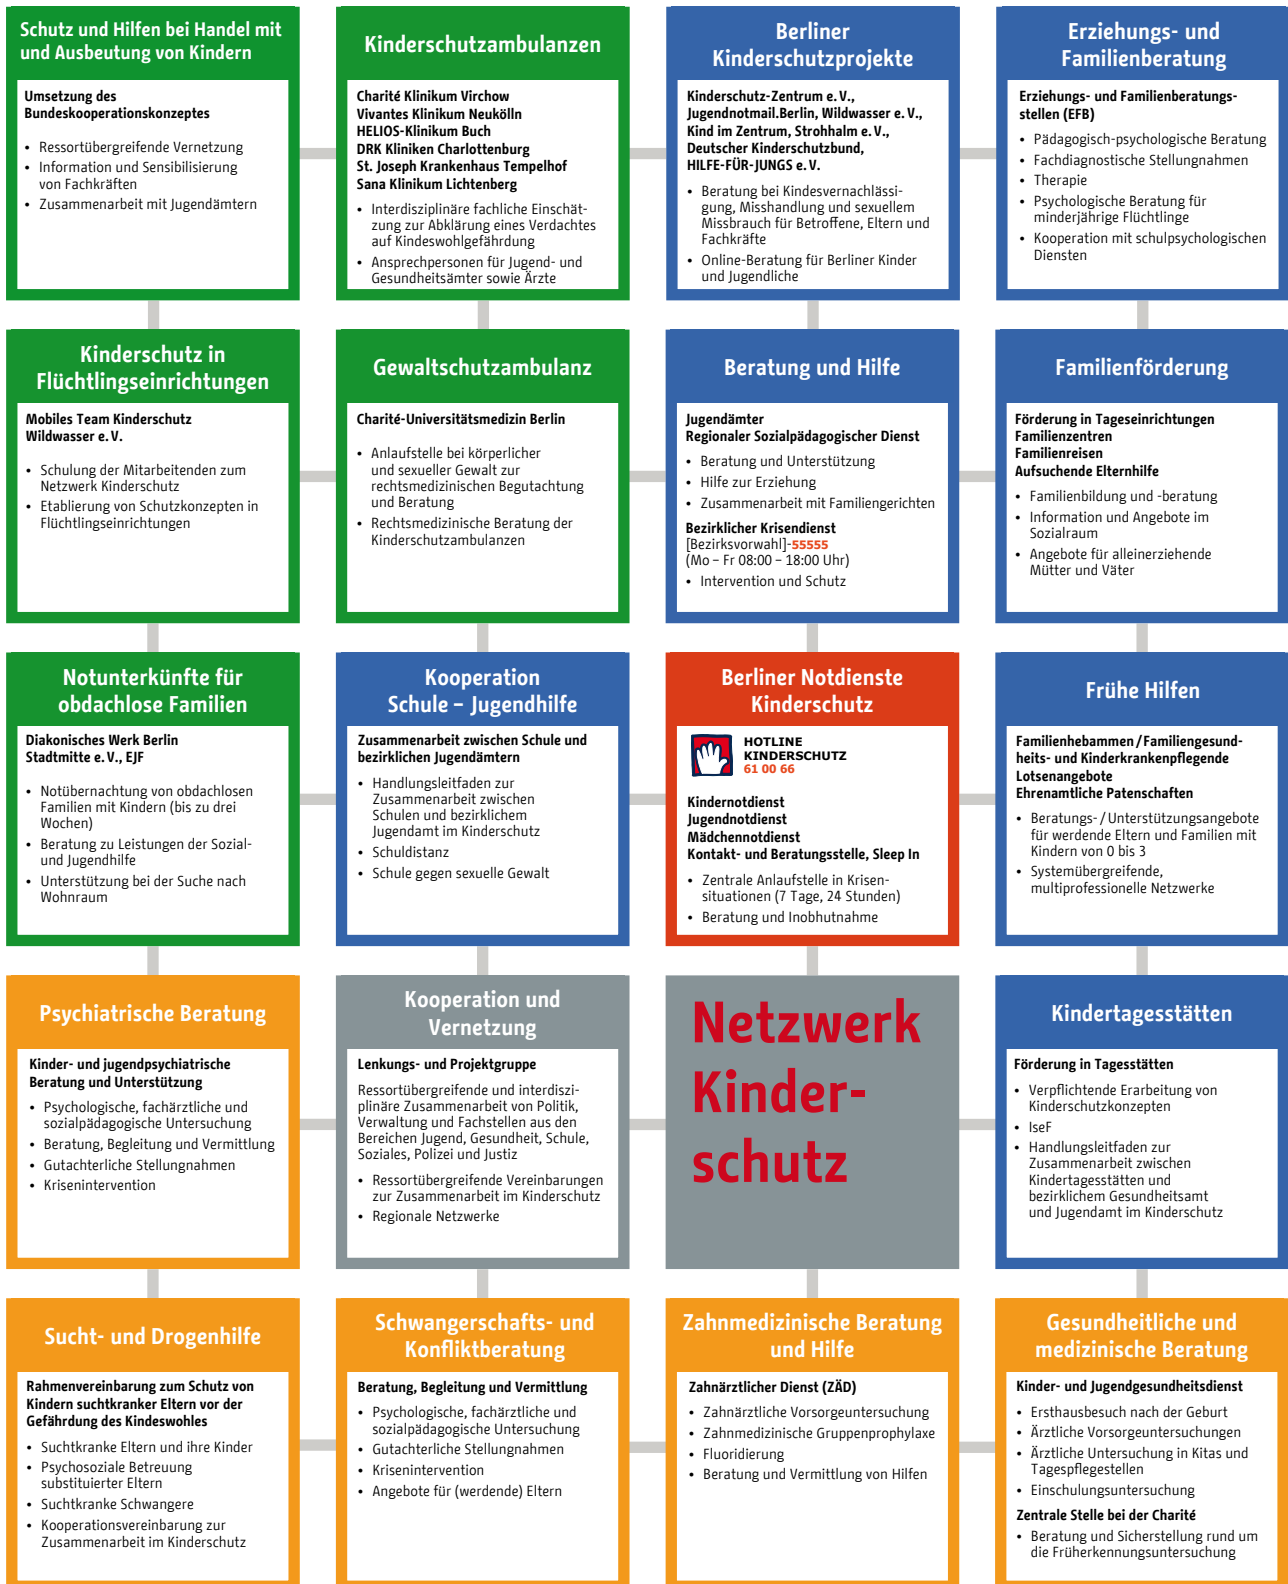 Schutz und Hilfen bei Handel mit
und Ausbeutung von Kindern
Umsetzung des
Bundeskooperationskonzeptes
• Ressortübergreifende Vernetzung
• Information und Sensibilisierung
von Fachkräften
• Zusammenarbeit mit Jugendämtern
Kinderschutzambulanzen
Charité Klinikum Virchow
Vivantes Klinikum Neukölln
HELIOS-Klinikum Buch
DRK Kliniken Charlottenburg
St. Joseph Krankenhaus Tempelhof
Sana Klinikum Lichtenberg
• Interdisziplinäre fachliche Einschät-
zung zur Abklärung eines Verdachtes
auf Kindeswohlgefährdung
• Ansprechpersonen für Jugend- und
Gesundheitsämter sowie Ärzte
Berliner
Kinderschutzprojekte
Kinderschutz-Zentrum e. V.,
Jugendnotmail.Berlin, Wildwasser e. V.,
Kind im Zentrum, Strohhalm e. V.,
Deutscher Kinderschutzbund,
HILFE-FÜR-JUNGS e. V.
• Beratung bei Kindesvernachlässi-
gung, Misshandlung und sexuellem
Missbrauch für Betroffene, Eltern und
Fachkräfte
• Online-Beratung für Berliner Kinder
und Jugendliche
Erziehungs- und
Familienberatung
Erziehungs- und Familienberatungs-
stellen (EFB)
• Pädagogisch-psychologische Beratung
• Fachdiagnostische Stellungnahmen
• Therapie
• Psychologische Beratung für
minderjährige Flüchtlinge
• Kooperation mit schulpsychologischen
Diensten
Kinderschutz in
Flüchtlingseinrichtungen
Mobiles Team Kinderschutz
Wildwasser e. V.
• Schulung der Mitarbeitenden zum
Netzwerk Kinderschutz
• Etablierung von Schutzkonzepten in
Flüchtlingseinrichtungen
Gewaltschutzambulanz
Charité-Universitätsmedizin Berlin
• Anlaufstelle bei körperlicher
und sexueller Gewalt zur
rechtsmedizinischen Begutachtung
und Beratung
• Rechtsmedizinische Beratung der
Kinderschutzambulanzen
Beratung und Hilfe
Jugendämter
Regionaler Sozialpädagogischer Dienst
• Beratung und Unterstützung
• Hilfe zur Erziehung
• Zusammenarbeit mit Familiengerichten
Bezirklicher Krisendienst
[Bezirksvorwahl]-55555
(Mo – Fr 08:00 – 18:00 Uhr)
• Intervention und Schutz
Familienförderung
Förderung in Tageseinrichtungen
Familienzentren
Familienreisen
Aufsuchende Elternhilfe
• Familienbildung und -beratung
• Information und Angebote im
Sozialraum
• Angebote für alleinerziehende
Mütter und Väter
Notunterkünfte für
obdachlose Familien
Diakonisches Werk Berlin
Stadtmitte e. V., EJF
• Notübernachtung von obdachlosen
Familien mit Kindern (bis zu drei
Wochen)
• Beratung zu Leistungen der Sozial-
und Jugendhilfe
• Unterstützung bei der Suche nach
Wohnraum
Kooperation
Schule – Jugendhilfe
Zusammenarbeit zwischen Schule und
bezirklichen Jugendämtern
• Handlungsleitfaden zur
Zusammenarbeit zwischen
Schulen und bezirklichem
Jugendamt im Kinderschutz
• Schuldistanz
• Schule gegen sexuelle Gewalt
Berliner Notdienste
Kinderschutz
HOTLINE
KINDERSCHUTZ
61 00 66
Kindernotdienst
Jugendnotdienst
Mädchennotdienst
Kontakt- und Beratungsstelle, Sleep In
• Zentrale Anlaufstelle in Krisen-
situationen (7 Tage, 24 Stunden)
• Beratung und Inobhutnahme
Frühe Hilfen
Familienhebammen / Familiengesund-
heits- und Kinderkrankenpflegende
Lotsenangebote
Ehrenamtliche Patenschaften
• Beratungs- / Unterstützungsangebote
für werdende Eltern und Familien mit
Kindern von 0 bis 3
• Systemübergreifende,
multiprofessionelle Netzwerke
Psychiatrische Beratung
Kinder- und jugendpsychiatrische
Beratung und Unterstützung
• Psychologische, fachärztliche und
sozialpädagogische Untersuchung
• Beratung, Begleitung und Vermittlung
• Gutachterliche Stellungnahmen
• Krisenintervention
Kooperation und
Vernetzung
Lenkungs- und Projektgruppe
Ressortübergreifende und interdiszi-
plinäre Zusammenarbeit von Politik,
Verwaltung und Fachstellen aus den
Bereichen Jugend, Gesundheit, Schule,
Soziales, Polizei und Justiz
• Ressortübergreifende Vereinbarungen
zur Zusammenarbeit im Kinderschutz
• Regionale Netzwerke
Netzwerk
Kinder-
schutz
Kindertagesstätten
Förderung in Tagesstätten
• Verpflichtende Erarbeitung von
Kinderschutzkonzepten
• IseF
• Handlungsleitfaden zur
Zusammenarbeit zwischen
Kindertagesstätten und
bezirklichem Gesundheitsamt
und Jugendamt im Kinderschutz
Sucht- und Drogenhilfe
Rahmenvereinbarung zum Schutz von
Kindern suchtkranker Eltern vor der
Gefährdung des Kindeswohles
• Suchtkranke Eltern und ihre Kinder
• Psychosoziale Betreuung
substituierter Eltern
• Suchtkranke Schwangere
• Kooperationsvereinbarung zur
Zusammenarbeit im Kinderschutz
Schwangerschafts- und
Konfliktberatung
Beratung, Begleitung und Vermittlung
• Psychologische, fachärztliche und
sozialpädagogische Untersuchung
• Gutachterliche Stellungnahmen
• Krisenintervention
• Angebote für (werdende) Eltern
Zahnmedizinische Beratung
und Hilfe
Zahnärztlicher Dienst (ZÄD)
• Zahnärztliche Vorsorgeuntersuchung
• Zahnmedizinische Gruppenprophylaxe
• Fluoridierung
• Beratung und Vermittlung von Hilfen
Gesundheitliche und
medizinische Beratung
Kinder- und Jugendgesundheitsdienst
• Ersthausbesuch nach der Geburt
• Ärztliche Vorsorgeuntersuchungen
• Ärztliche Untersuchung in Kitas und
Tagespflegestellen
• Einschulungsuntersuchung
Zentrale Stelle bei der Charité
• Beratung und Sicherstellung rund um
die Früherkennungsuntersuchung